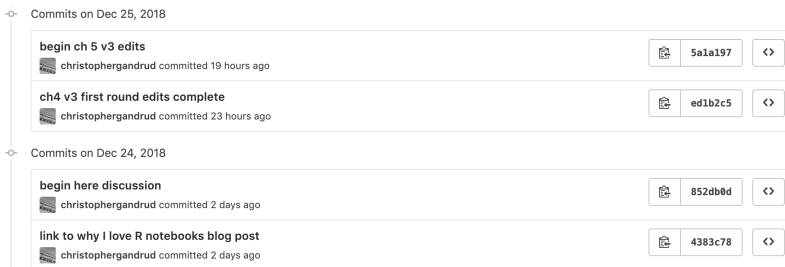 Commits on Dec 25, 2018
begin ch 5 v3 edits
5a1a197
christophergandrud committed 19 hours ago
ch4 v3 first round edits complete
ed1b2c5
christophergandrud committed 23 hours ago
Commits on Dec 24, 2018
begin here discussion
852db0d
christophergandrud committed 2 days ago
link to why I love R notebooks blog post
4383c78
christophergandrud committed 2 days ago